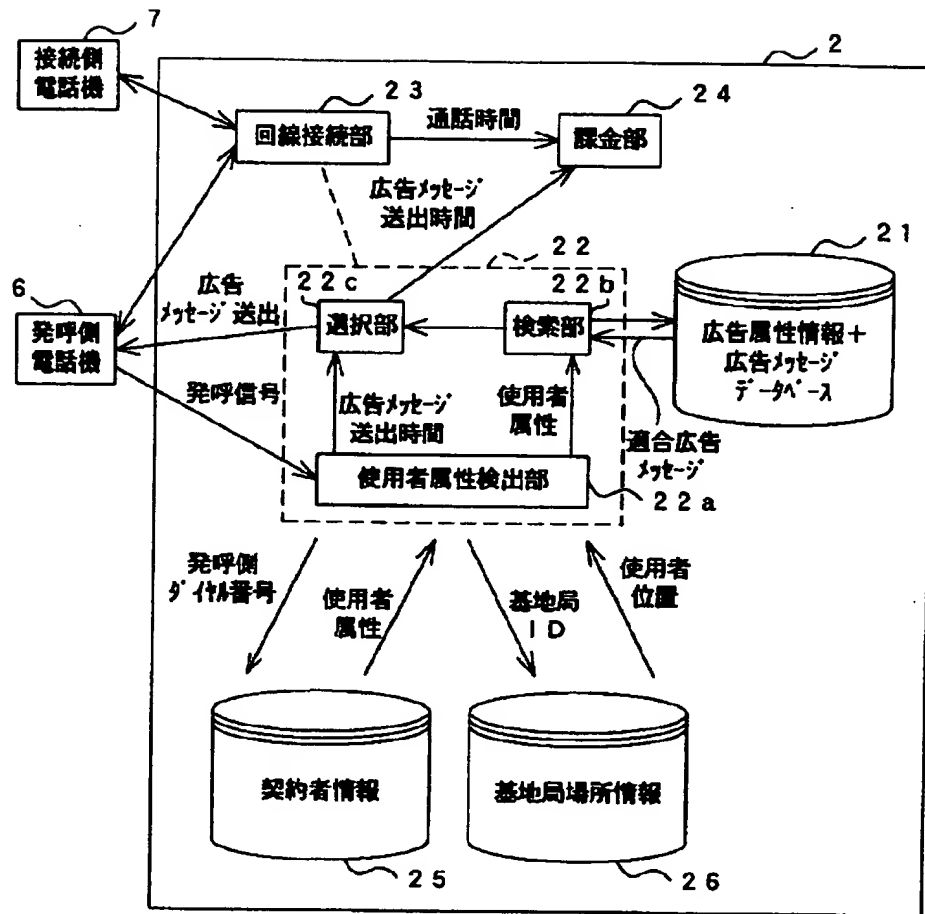 7
接続側
電話機
2
23
回線接続部
通話時間
24
課金部
広告メッセージ
送出時間
22
21
6
発呼側
電話機
広告
メッセージ送出
22c
選択部
22b
検索部
広告属性情報+
広告メッセージ
データベース
発呼信号
広告メッセージ
送出時間
使用者
属性
適合広告
メッセージ
使用者属性検出部
22a
発呼側
ダイヤル番号
使用者
属性
基地局
ID
使用者
位置
契約者情報
基地局場所情報
25
26